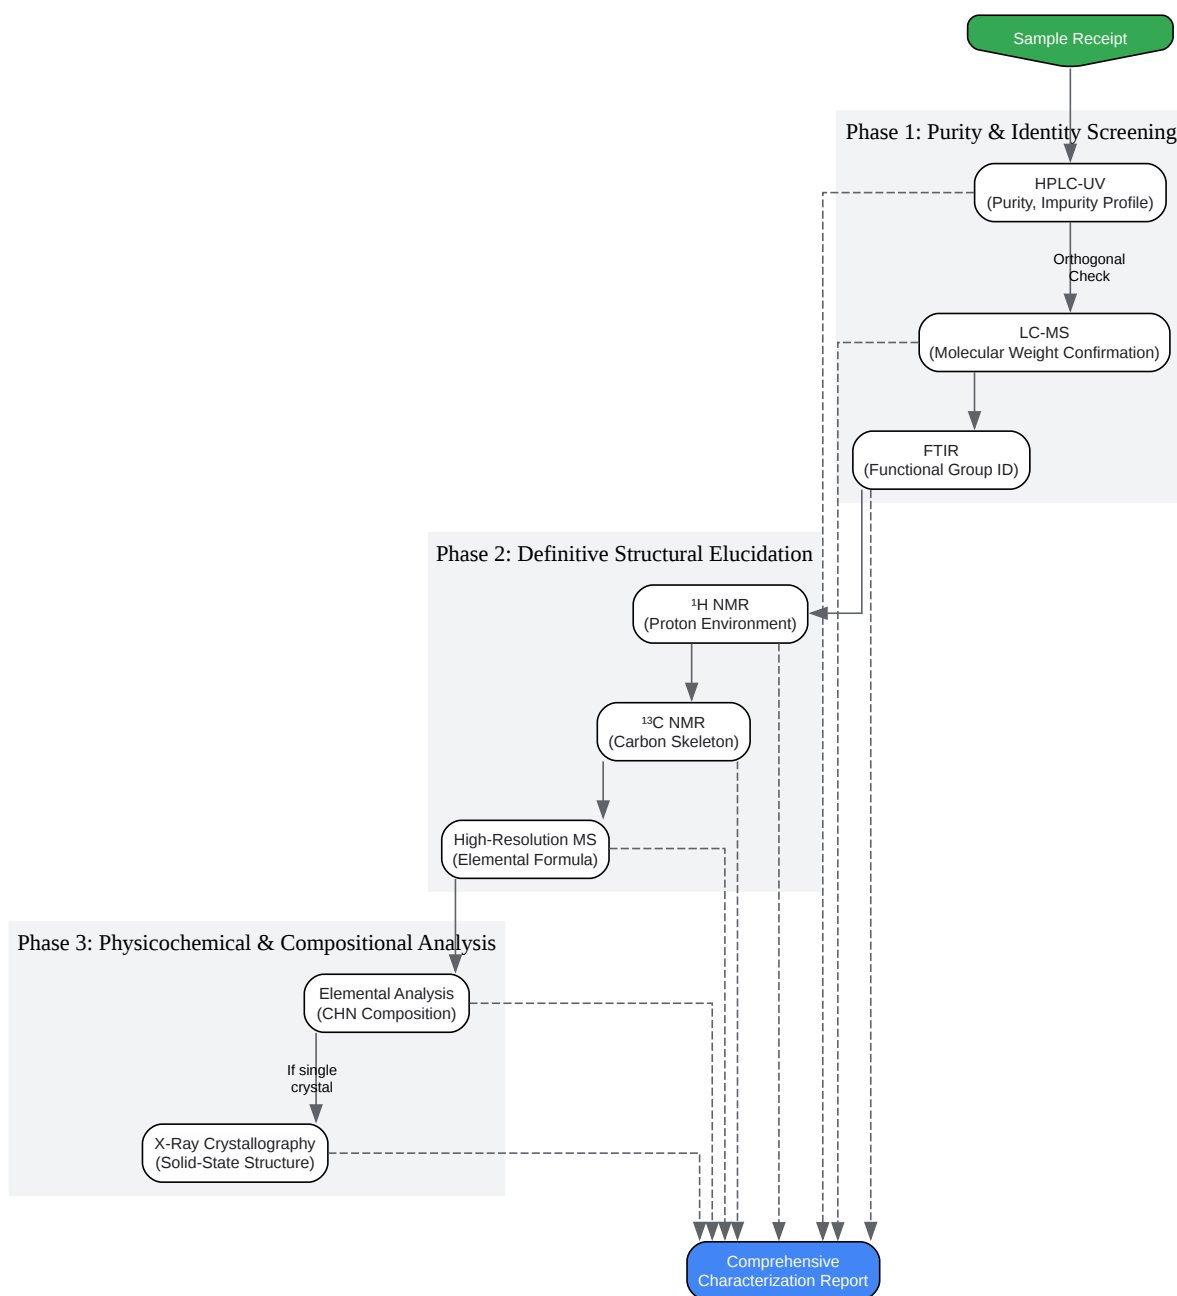 Sample Receipt
Phase 1: Purity & Identity Screening
HPLC-UV
(Purity, Impurity Profile)
Orthogonal
Check
LC-MS
(Molecular Weight Confirmation)
FTIR
(Functional Group ID)
Phase 2: Definitive Structural Elucidation
¹H NMR
(Proton Environment)
¹³C NMR
(Carbon Skeleton)
High-Resolution MS
(Elemental Formula)
Phase 3: Physicochemical & Compositional Analysis
Elemental Analysis
(CHN Composition)
If single
crystal
X-Ray Crystallography
(Solid-State Structure)
Comprehensive
Characterization Report